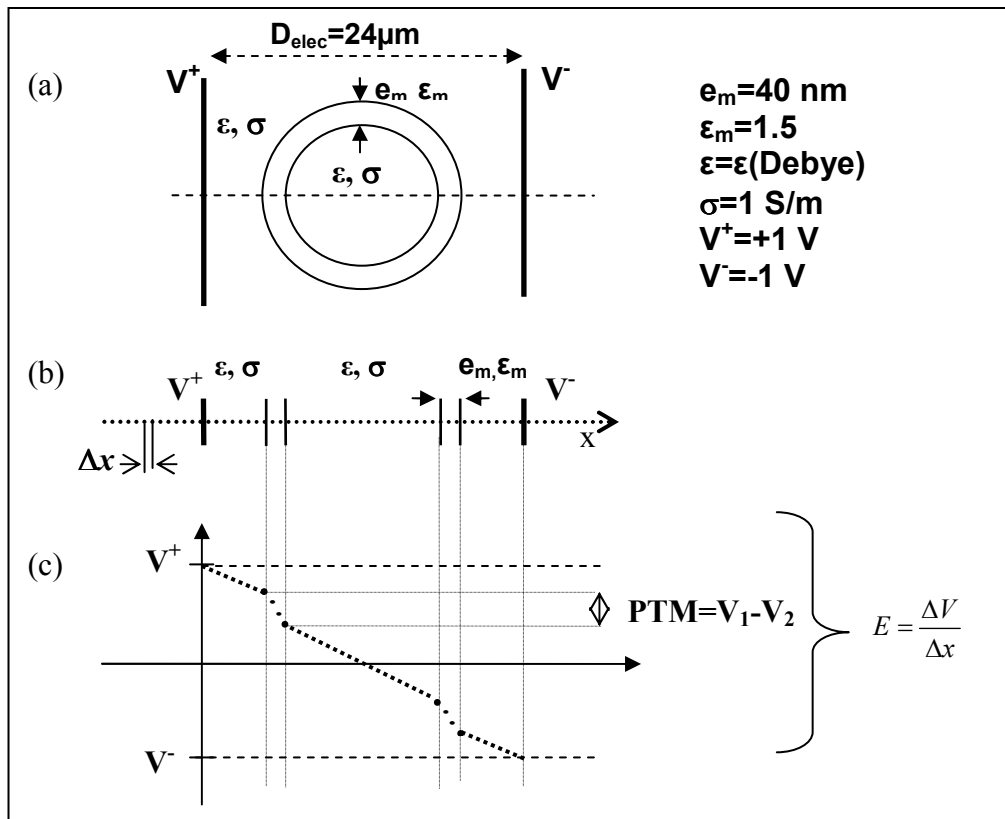 D_elec=24µm
(a)
V⁺
V⁻
eₘ εₘ
ε, σ
ε, σ
eₘ=40 nm
εₘ=1.5
ε=ε(Debye)
σ=1 S/m
V⁺=+1 V
V⁻=-1 V
(b)
V⁺
ε, σ
ε, σ
eₘ,εₘ
V⁻
x
Δx
(c)
V⁺
PTM=V₁-V₂
E = ΔV/Δx
V⁻